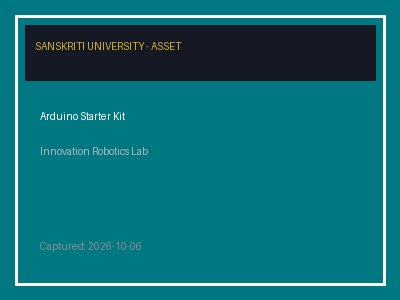 SANSKRITI UNIVERSITY - ASSET
Arduino Starter Kit
Innovation Robotics Lab
Captured: 2026-10-06